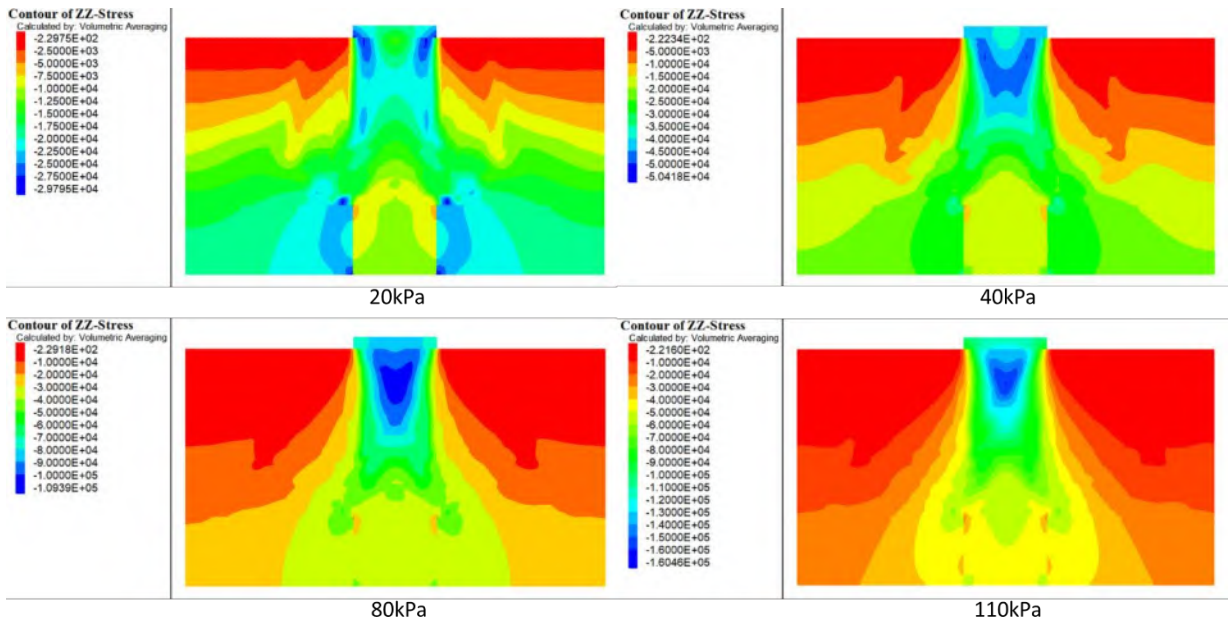 Contour of ZZ-Stress
Calculated by: Volumetric Averaging
-2.2975E+02
-2.5000E+03
-5.0000E+03
-7.5000E+03
-1.0000E+04
-1.2500E+04
-1.5000E+04
-1.7500E+04
-2.0000E+04
-2.2500E+04
-2.5000E+04
-2.7500E+04
-2.9795E+04
20kPa
Contour of ZZ-Stress
Calculated by: Volumetric Averaging
-2.2234E+02
-5.0000E+03
-1.0000E+04
-1.5000E+04
-2.0000E+04
-2.5000E+04
-3.0000E+04
-3.5000E+04
-4.0000E+04
-4.5000E+04
-5.0000E+04
-5.0418E+04
40kPa
Contour of ZZ-Stress
Calculated by: Volumetric Averaging
-2.2918E+02
-1.0000E+04
-2.0000E+04
-3.0000E+04
-4.0000E+04
-5.0000E+04
-6.0000E+04
-7.0000E+04
-8.0000E+04
-9.0000E+04
-1.0000E+05
-1.0939E+05
80kPa
Contour of ZZ-Stress
Calculated by: Volumetric Averaging
-2.2160E+02
-1.0000E+04
-2.0000E+04
-3.0000E+04
-4.0000E+04
-5.0000E+04
-6.0000E+04
-7.0000E+04
-8.0000E+04
-9.0000E+04
-1.0000E+05
-1.1000E+05
-1.2000E+05
-1.3000E+05
-1.4000E+05
-1.5000E+05
-1.6000E+05
-1.6046E+05
110kPa